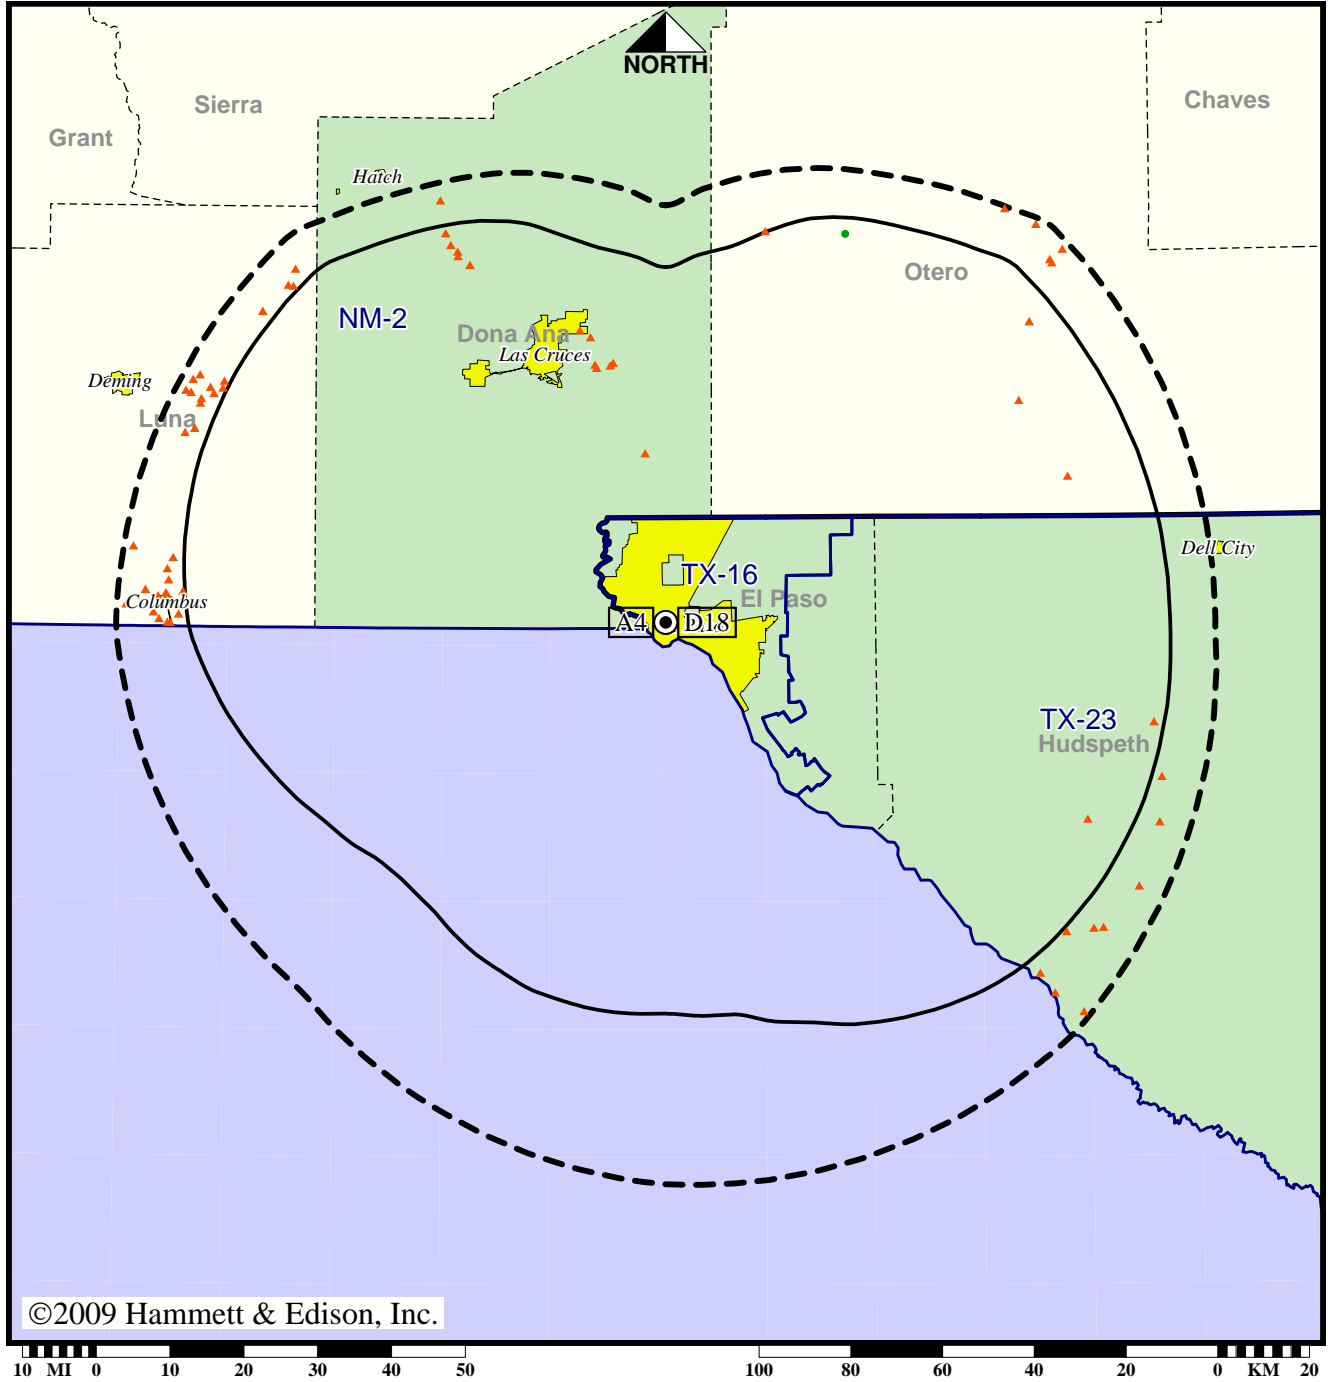 NORTH
Chaves
Sierra
Grant
Hatch
Otero
NM-2
Dona Ana
Las Cruces
Deming
Luna
Dell City
TX-16
El Paso
Columbus
A4
D18
TX-23
Hudspeth
©2009 Hammett & Edison, Inc.
10 MI 0 10 20 30 40 50 100 80 60 40 20 0 KM 20